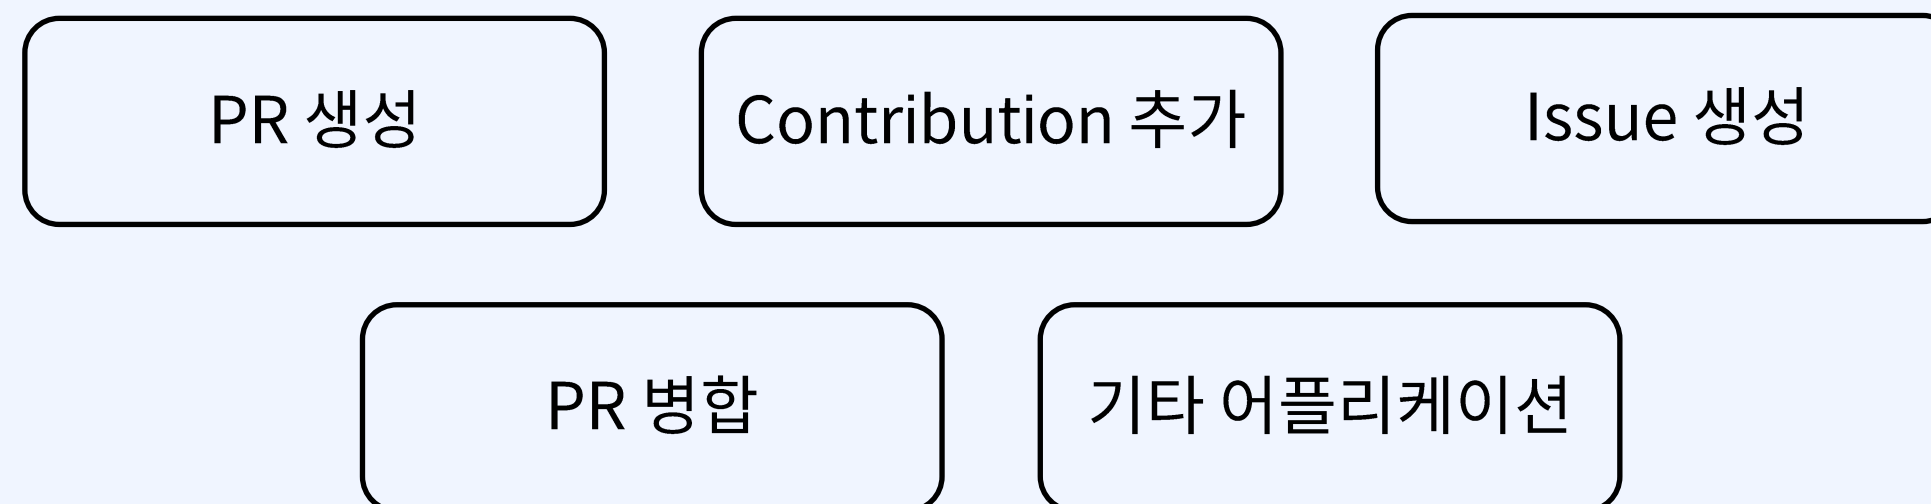 PR 생성
Contribution 추가
Issue 생성
PR 병합
기타 어플리케이션